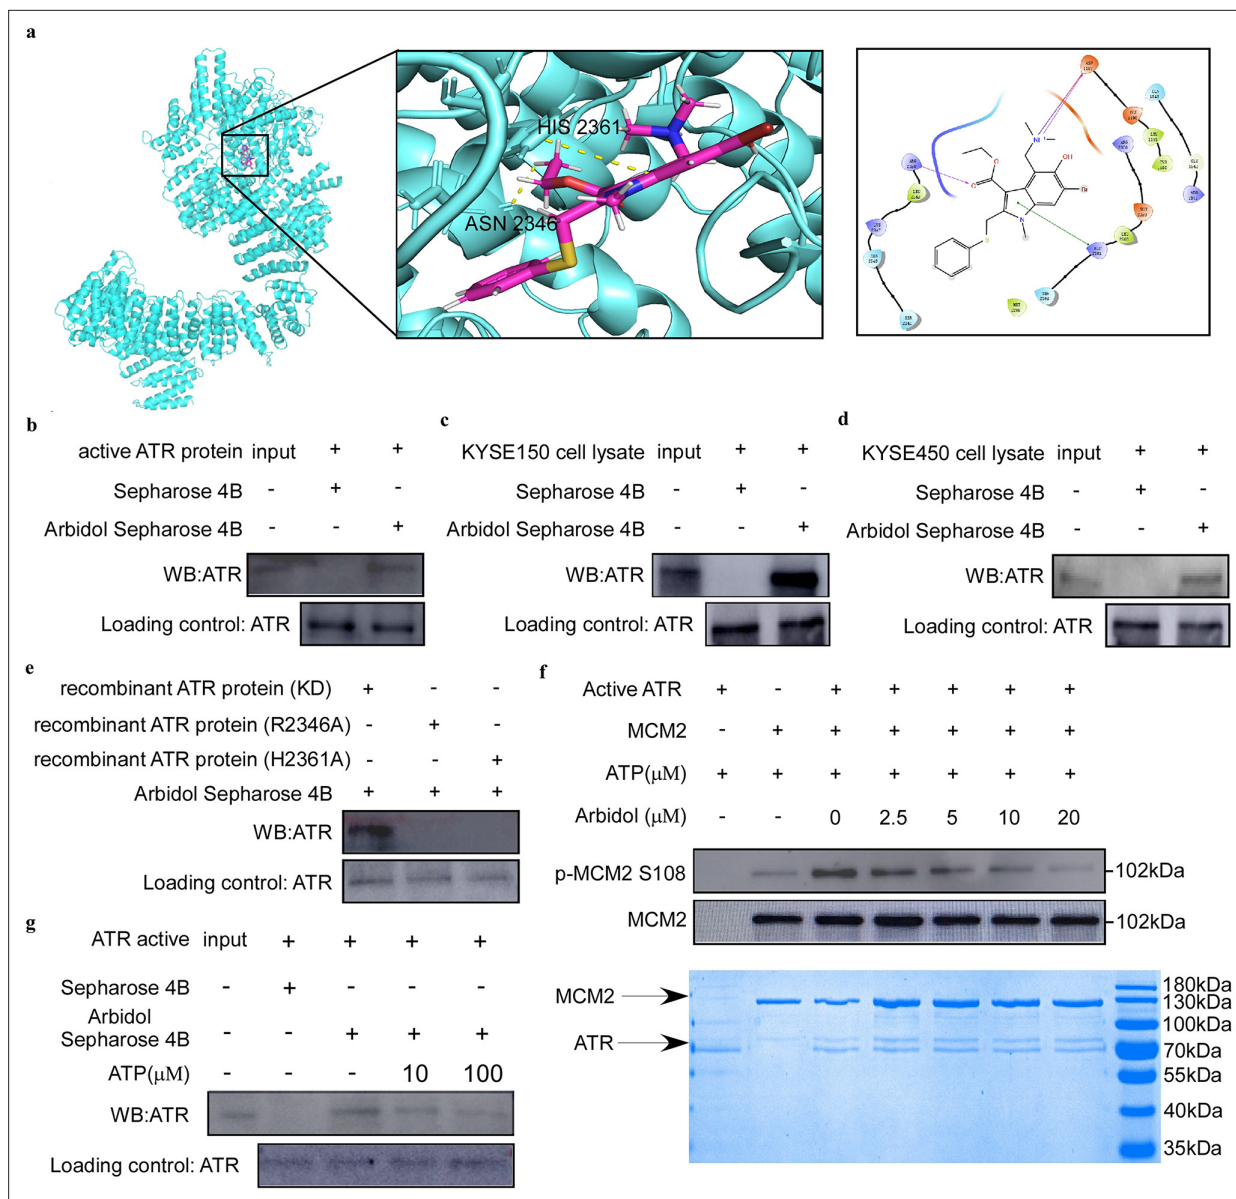 a
HIS 2361
ASN 2346
OH
Br
N
S
O
b
active ATR protein input + +
Sepharose 4B - + -
Arbidol Sepharose 4B - - +
WB:ATR
Loading control: ATR
c
KYSE150 cell lysate input + +
Sepharose 4B - + -
Arbidol Sepharose 4B - - +
WB:ATR
Loading control: ATR
d
KYSE450 cell lysate input + +
Sepharose 4B - + -
Arbidol Sepharose 4B - - +
WB:ATR
Loading control: ATR
e
recombinant ATR protein (KD) + - -
recombinant ATR protein (R2346A) - + -
recombinant ATR protein (H2361A) - - +
Arbidol Sepharose 4B + + +
WB:ATR
Loading control: ATR
f
Active ATR + - + + + + +
MCM2 - + + + + + +
ATP(μM) + + + + + + +
Arbidol (μM) - - 0 2.5 5 10 20
p-MCM2 S108 -102kDa
MCM2 -102kDa
MCM2
ATR
180kDa
130kDa
100kDa
70kDa
55kDa
40kDa
35kDa
g
ATR active input + + + +
Sepharose 4B - + - - -
Arbidol
Sepharose 4B - - + + +
ATP(μM) - - - 10 100
WB:ATR
Loading control: ATR